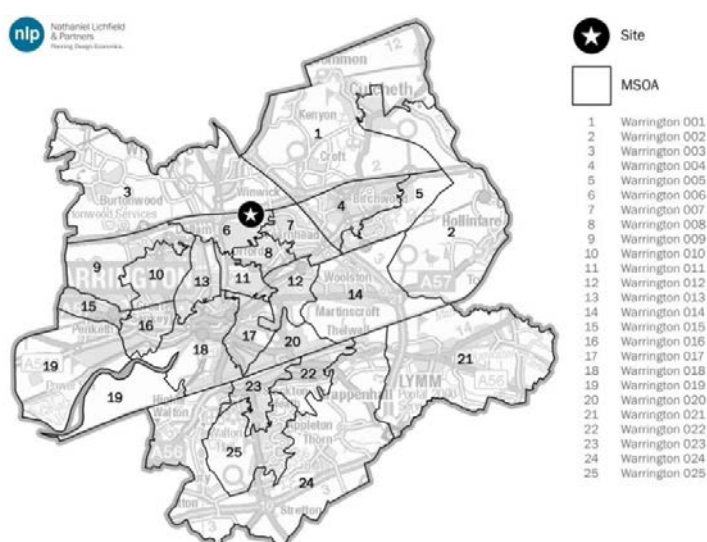 nlp
Nathaniel Lichfield
& Partners
Planning. Design. Economics.
Site
MSOA
1 Warrington 001
2 Warrington 002
3 Warrington 003
4 Warrington 004
5 Warrington 005
6 Warrington 006
7 Warrington 007
8 Warrington 008
9 Warrington 009
10 Warrington 010
11 Warrington 011
12 Warrington 012
13 Warrington 013
14 Warrington 014
15 Warrington 015
16 Warrington 016
17 Warrington 017
18 Warrington 018
19 Warrington 019
20 Warrington 020
21 Warrington 021
22 Warrington 022
23 Warrington 023
24 Warrington 024
25 Warrington 025
12
Culcheth
Kenyon
1
Croft
2
3
Burtonwood
Winwick
4
Birchwood
5
6
7
8
Hollinfare
2
9
10
11
12
13
14
Woolston
A57
15
16
Penketh
Martinscroft
Thelwall
17
18
20
19
19
21
22
23
LYMM
A56
Walton
Appleton
Thorn
A56
25
24
Stretton
3
3